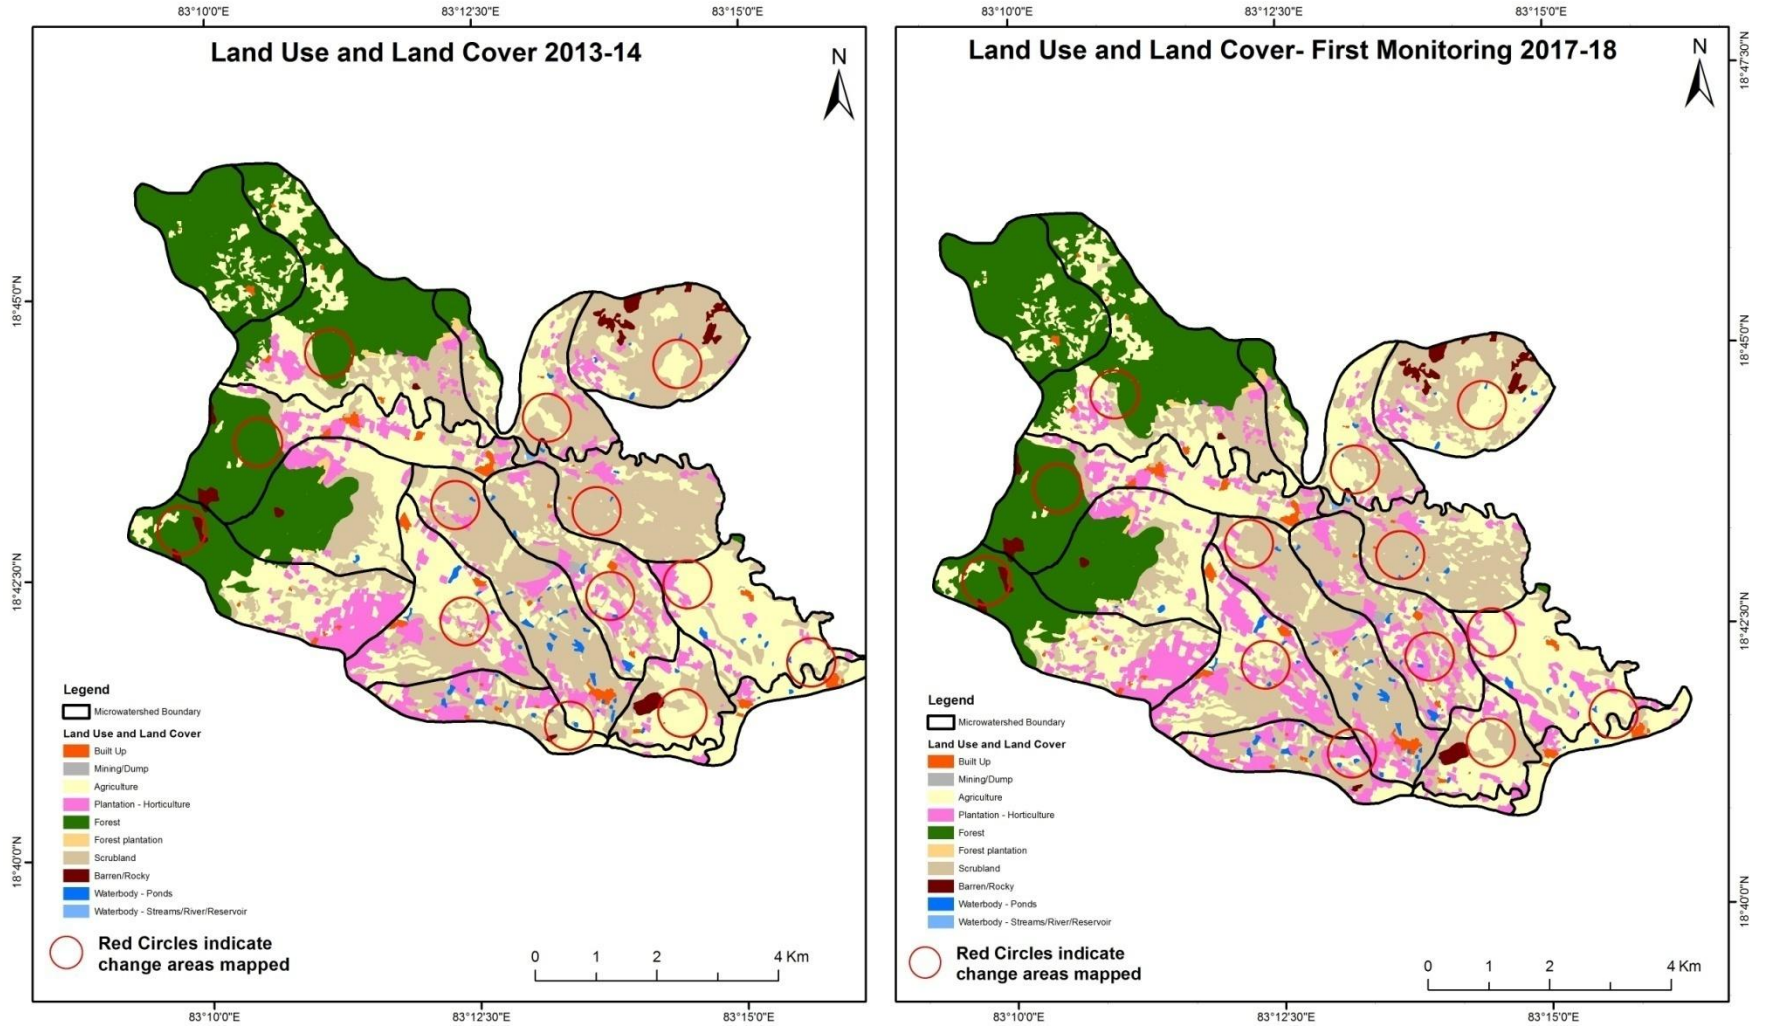 83°10'0"E 83°12'30"E 83°15'0"E
Land Use and Land Cover 2013-14
N
18°45'0"N
18°42'30"N
18°40'0"N
Legend
Microwatershed Boundary
Land Use and Land Cover
Built Up
Mining/Dump
Agriculture
Plantation - Horticulture
Forest
Forest plantation
Scrubland
Barren/Rocky
Waterbody - Ponds
Waterbody - Streams/River/Reservoir
Red Circles indicate
change areas mapped
0 1 2 4 Km
83°10'0"E 83°12'30"E 83°15'0"E
83°10'0"E 83°12'30"E 83°15'0"E
Land Use and Land Cover- First Monitoring 2017-18
N
18°47'30"N
18°45'0"N
18°42'30"N
18°40'0"N
Legend
Microwatershed Boundary
Land Use and Land Cover
Built Up
Mining/Dump
Agriculture
Plantation - Horticulture
Forest
Forest plantation
Scrubland
Barren/Rocky
Waterbody - Ponds
Waterbody - Streams/River/Reservoir
Red Circles indicate
change areas mapped
0 1 2 4 Km
83°10'0"E 83°12'30"E 83°15'0"E